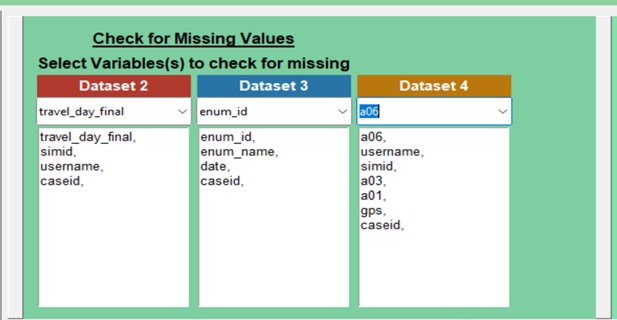 Check for Missing Values
Select Variables(s) to check for missing
Dataset 2 Dataset 3 Dataset 4
travel_day_final enum_id a06
travel_day_final, enum_id, a06,
simid, enum_name, username,
username, date, simid,
caseid, caseid, a03,
a01,
gps,
caseid,